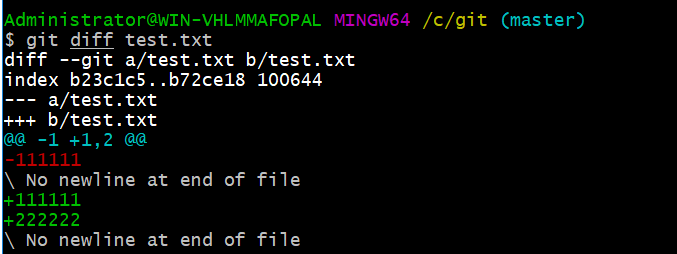 Administrator@WIN-VHLMMAFOPAL MINGW64 /c/git (master)
$ git diff test.txt
diff --git a/test.txt b/test.txt
index b23c1c5..b72ce18 100644
--- a/test.txt
+++ b/test.txt
@@ -1 +1,2 @@
-111111
\ No newline at end of file
+111111
+222222
\ No newline at end of file